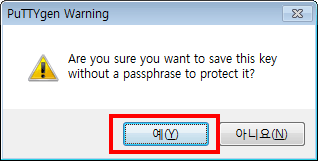 PuTTYgen Warning
Are you sure you want to save this key
without a passphrase to protect it?
예(Y)
아니요(N)